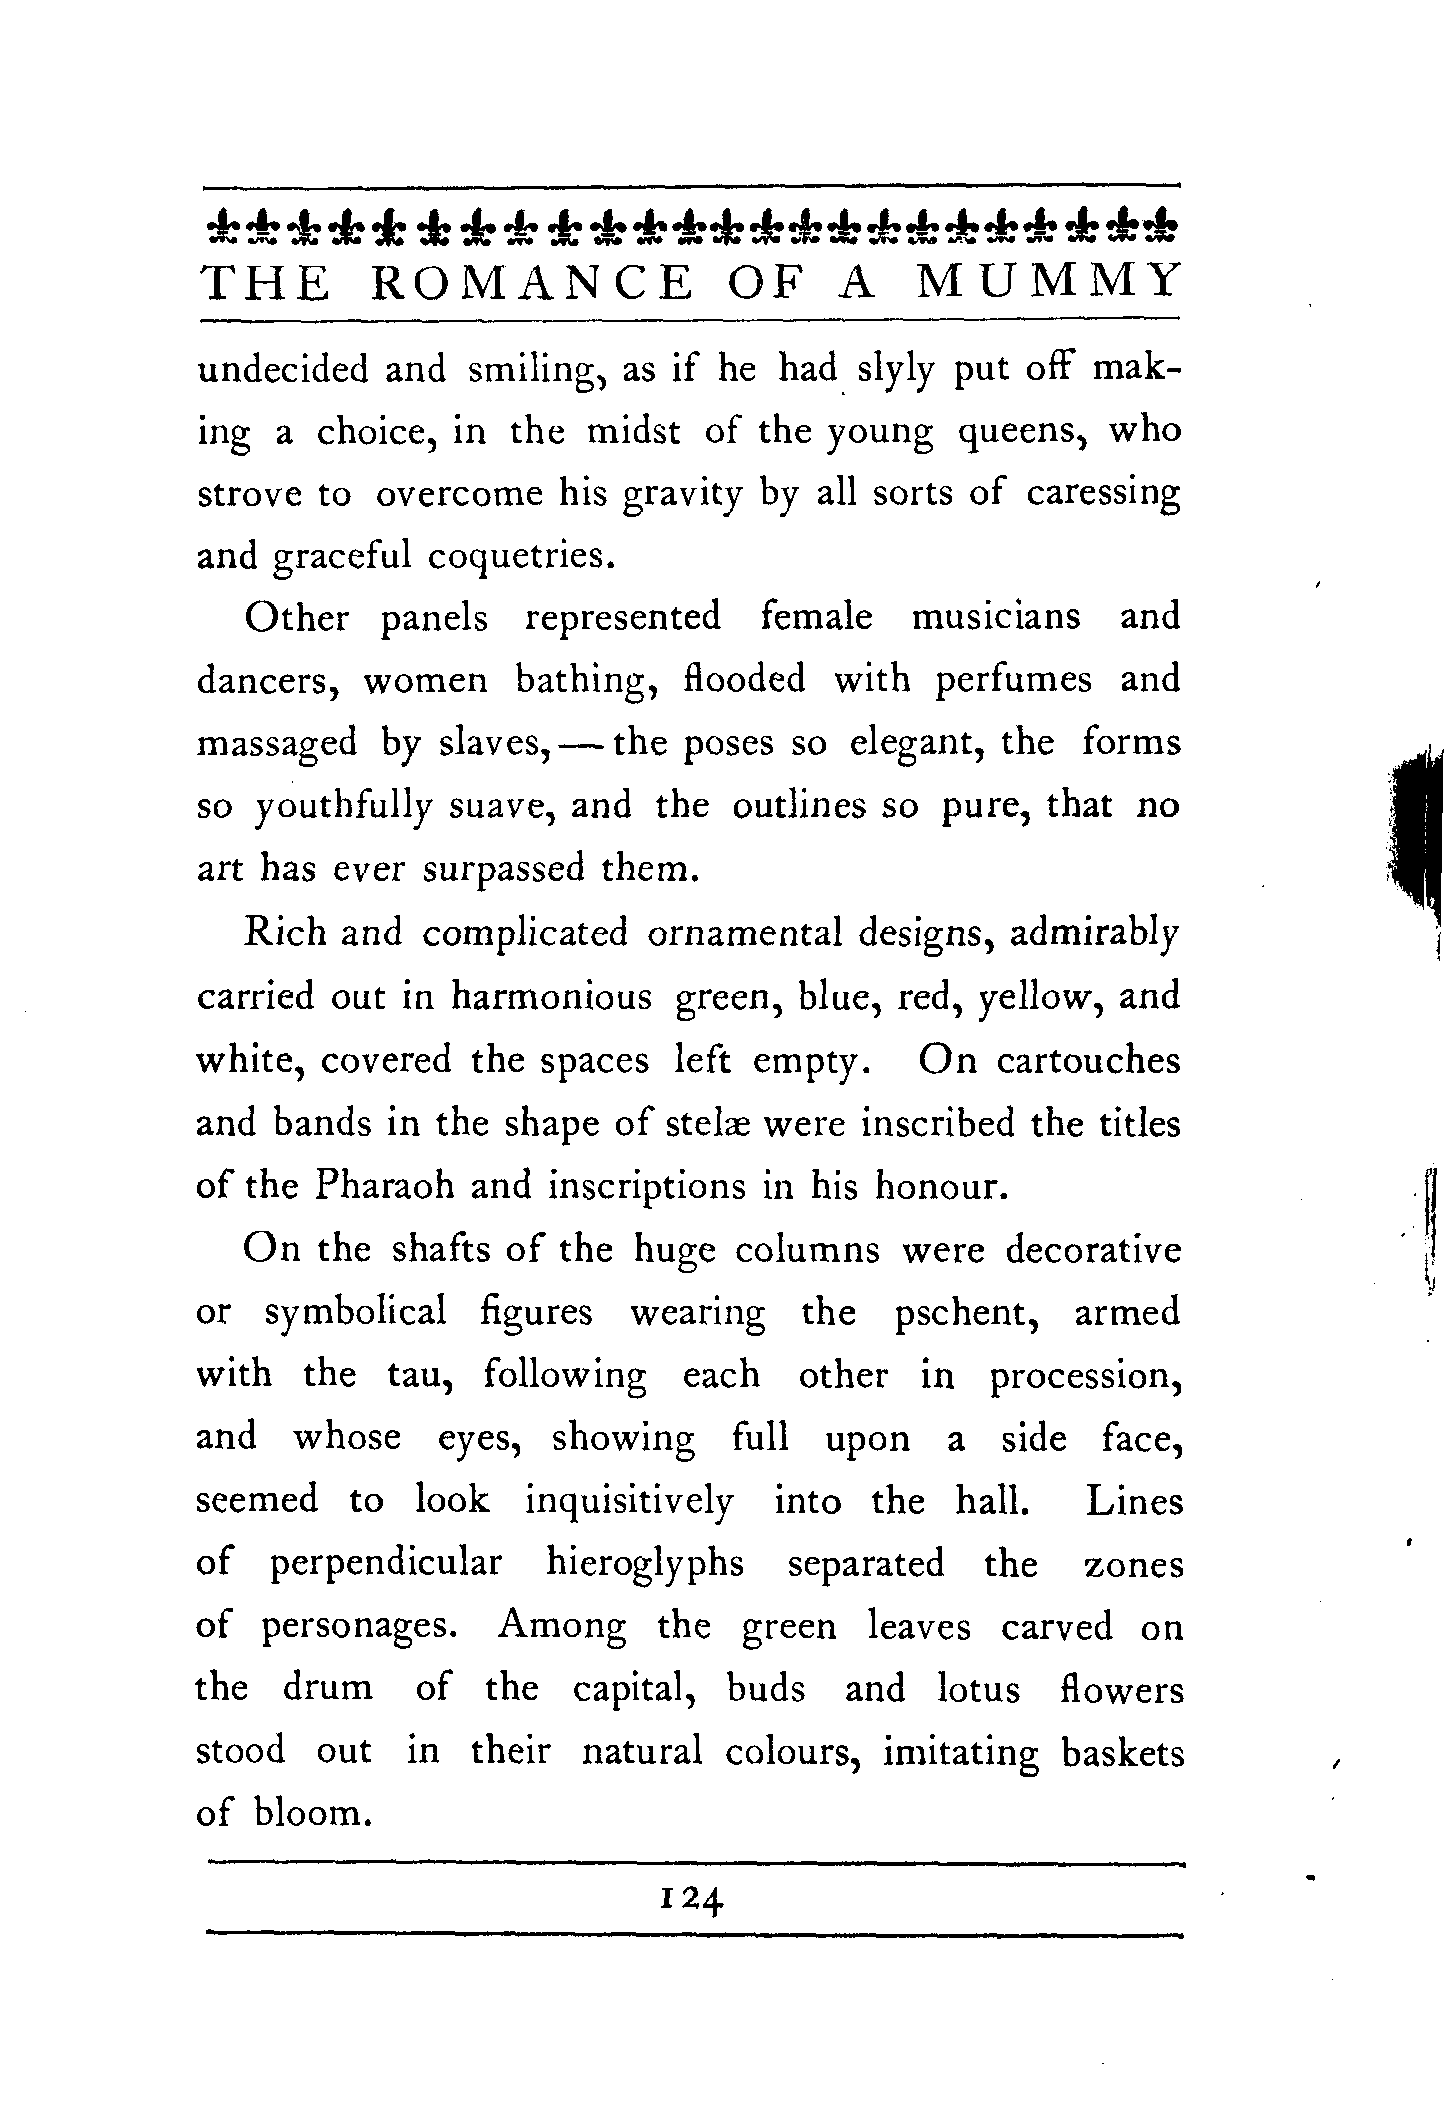 THE ROMANCE OF A MUMMY
undecided and smiling, as if he had slyly put off mak-
ing a choice, in the midst of the young queens, who
strove to overcome his gravity by all sorts of caressing
and graceful coquetries.
Other panels represented female musicians and
dancers, women bathing, flooded with perfumes and
massaged by slaves,— the poses so elegant, the forms
so youthfully suave, and the outlines so pure, that no
art has ever surpassed them.
Rich and complicated ornamental designs, admirably
carried out in harmonious green, blue, red, yellow, and
white, covered the spaces left empty. On cartouches
and bands in the shape of stelæ were inscribed the titles
of the Pharaoh and inscriptions in his honour.
On the shafts of the huge columns were decorative
or symbolical figures wearing the pschent, armed
with the tau, following each other in procession,
and whose eyes, showing full upon a side face,
seemed to look inquisitively into the hall. Lines
of perpendicular hieroglyphs separated the zones
of personages. Among the green leaves carved on
the drum of the capital, buds and lotus flowers
stood out in their natural colours, imitating baskets
of bloom.
124